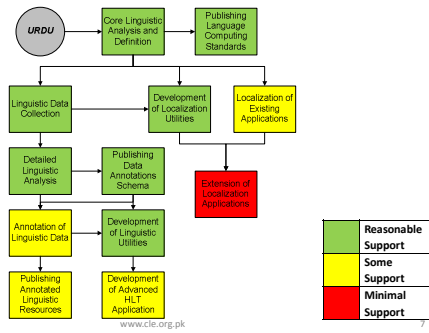 URDU
Core Linguistic
Analysis and
Definition
Publishing
Language
Computing
Standards
Linguistic Data
Collection
Development
of Localization
Utilities
Localization of
Existing
Applications
Detailed
Linguistic
Analysis
Publishing
Data
Annotations
Schema
Extension of
Localization
Applications
Annotation of
Linguistic Data
Development
of Linguistic
Utilities
Publishing
Annotated
Linguistic
Resources
Development
of Advanced
HLT
Application
Reasonable
Support
Some
Support
Minimal
Support
www.cle.org.pk
7